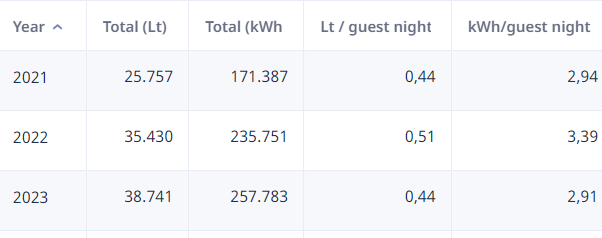 Year Total (Lt) Total (kWh Lt / guest night kWh/guest night
2021 25.757 171.387 0,44 2,94
2022 35.430 235.751 0,51 3,39
2023 38.741 257.783 0,44 2,91